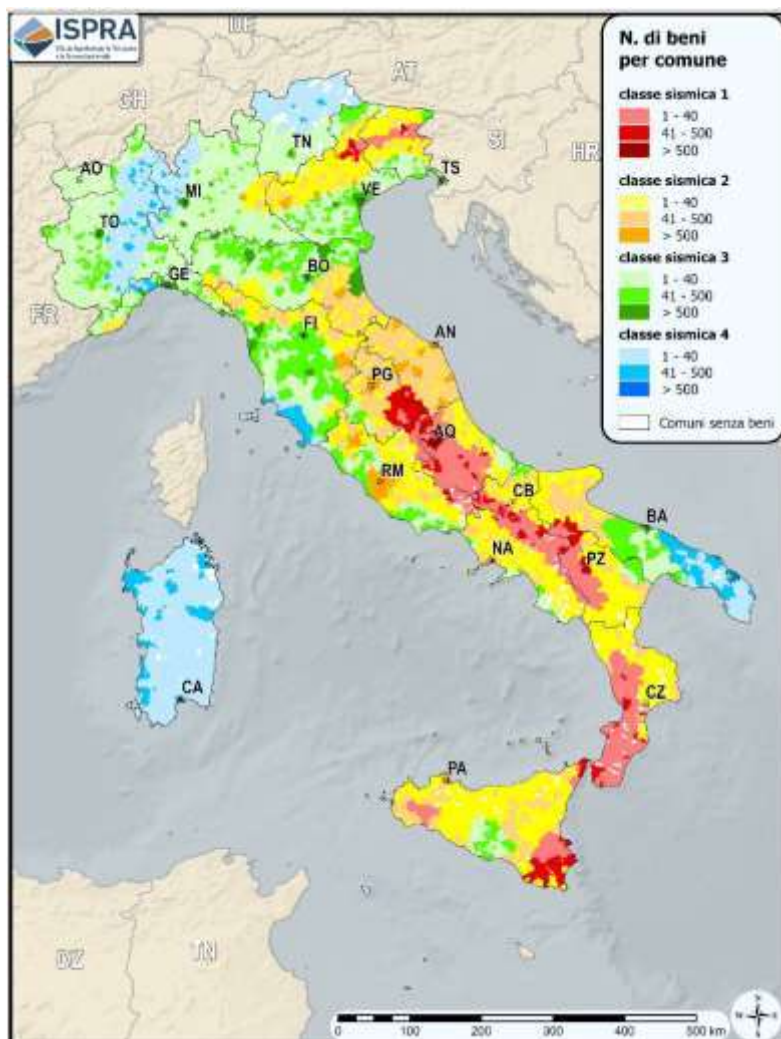 ISPRA
N. di beni
per comune
classe sismica 1
1 - 40
41 - 500
> 500
classe sismica 2
1 - 40
41 - 500
> 500
classe sismica 3
1 - 40
41 - 500
> 500
classe sismica 4
1 - 40
41 - 500
> 500
Comuni senza beni
DE
AT
CH
SI
HR
FR
DZ
TN
AO
TN
TS
MI
VE
TO
GE
BO
FI
AN
PG
AQ
RM
CB
BA
NA
PZ
CA
CZ
PA
0 100 200 300 400 500 km